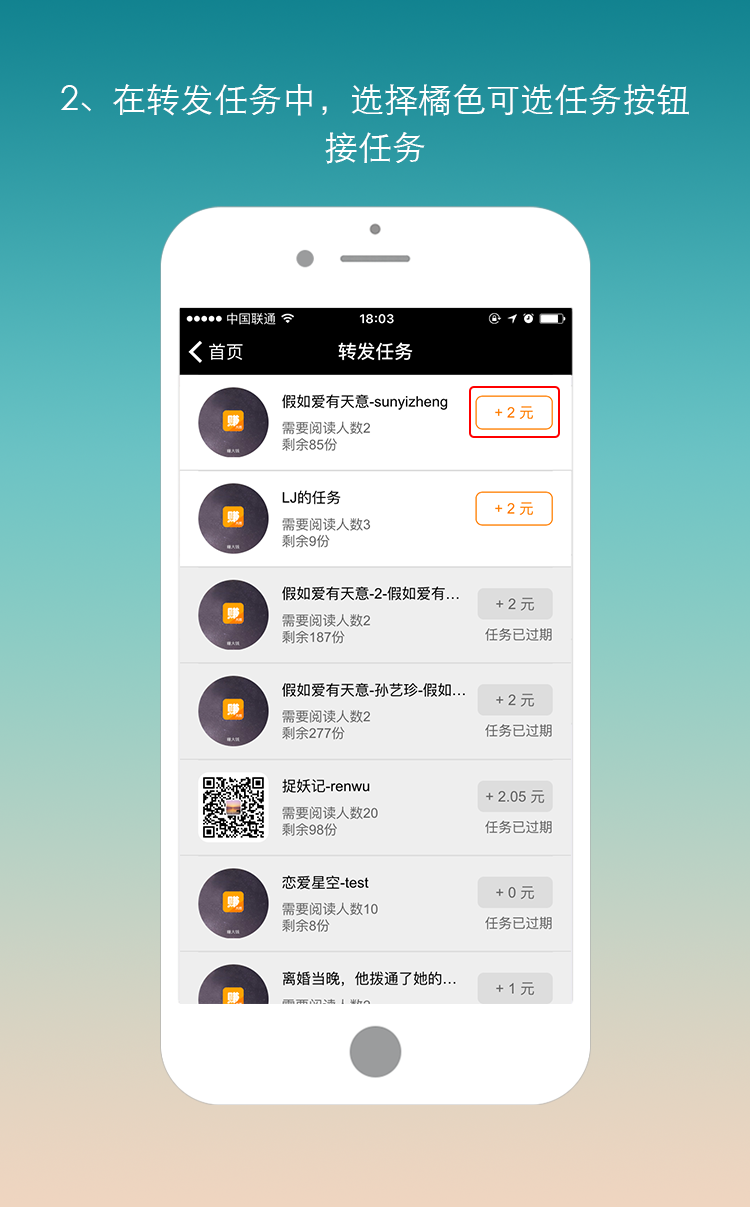 2、在转发任务中，选择橘色可选任务按钮
接任务
中国联通 18:03
首页 转发任务
假如爱有天意-sunyizheng
+ 2 元
需要阅读人数2
剩余85份
LJ的任务
+ 2 元
需要阅读人数3
剩余9份
假如爱有天意-2-假如爱有…
+ 2 元
需要阅读人数2
剩余187份
任务已过期
假如爱有天意-孙艺珍-假如…
+ 2 元
需要阅读人数2
剩余277份
任务已过期
捉妖记-renwu
+ 2.05 元
需要阅读人数20
剩余98份
任务已过期
恋爱星空-test
+ 0 元
需要阅读人数10
剩余8份
任务已过期
离婚当晚，他拨通了她的…
+ 1 元
需要阅读人数2